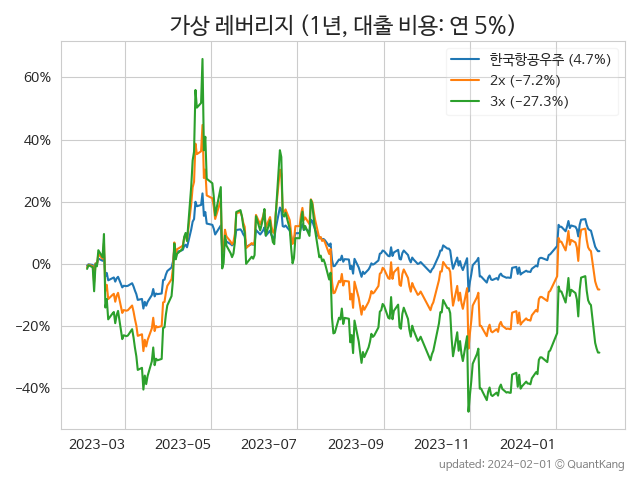 가상 레버리지 (1년, 대출 비용: 연 5%)
한국항공우주 (4.7%)
2x (−7.2%)
3x (−27.3%)
60%
40%
20%
0%
−20%
−40%
2023−03 2023−05 2023−07 2023−09 2023−11 2024−01
updated: 2024−02−01 © QuantKang